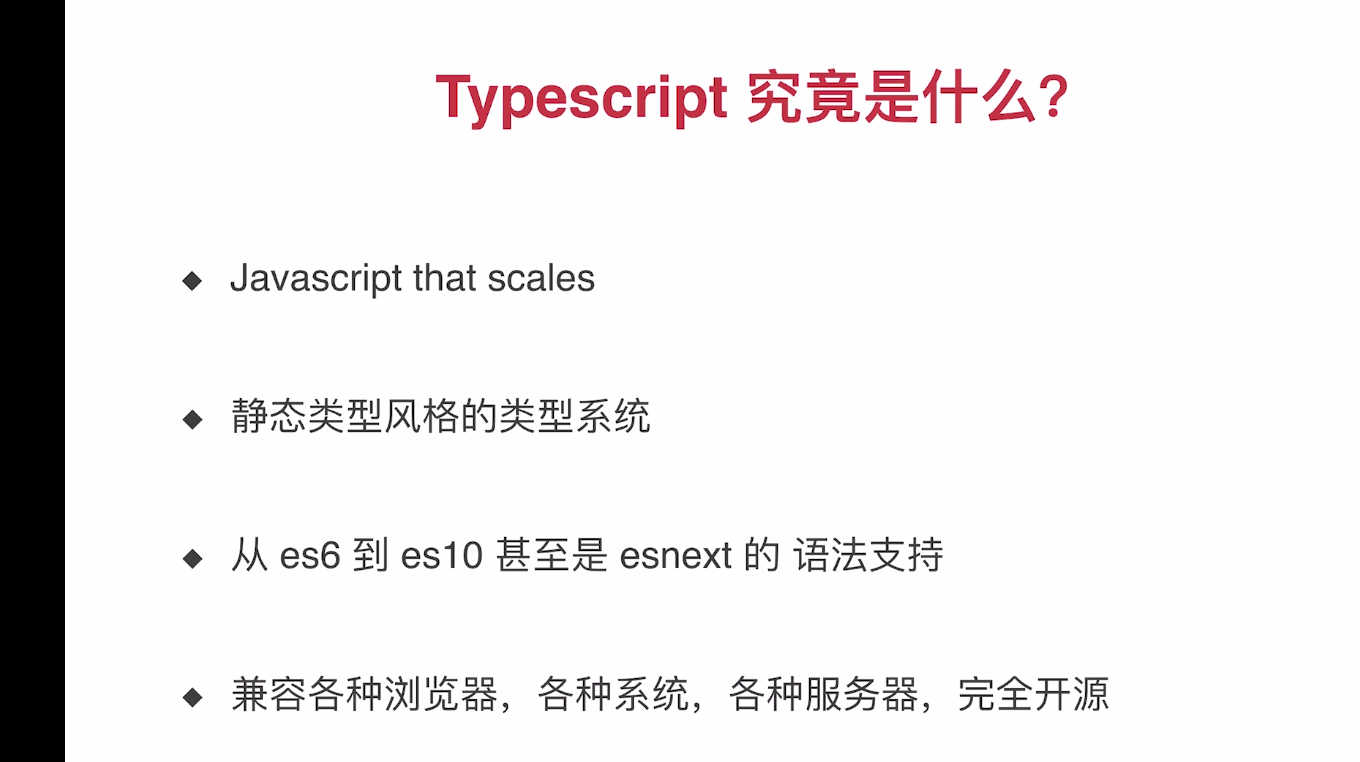 Typescript 究竟是什么？
Javascript that scales
静态类型风格的类型系统
从 es6 到 es10 甚至是 esnext 的 语法支持
兼容各种浏览器，各种系统，各种服务器，完全开源